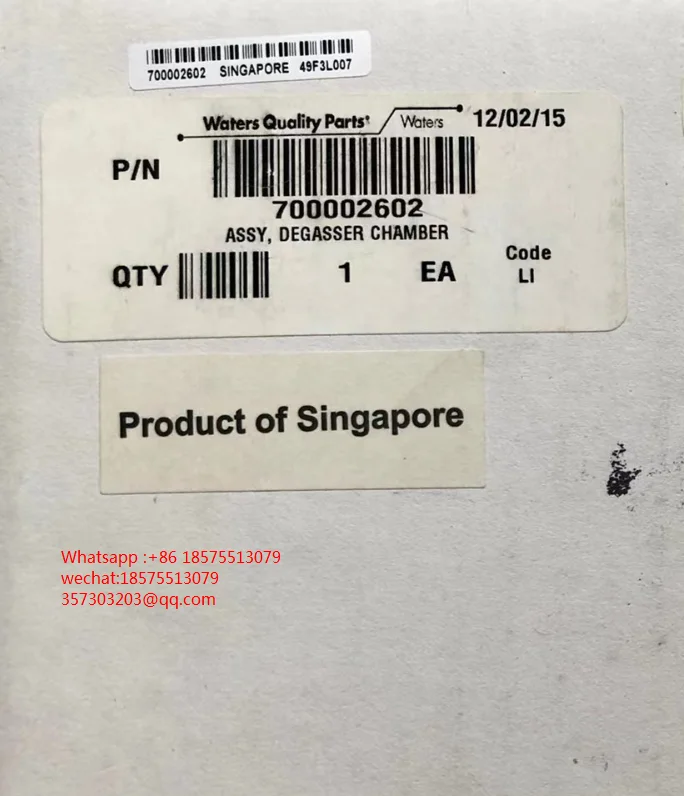 700002602 SINGAPORE 49F3L007
Waters Quality Parts Waters 12/02/15
P/N
700002602
ASSY, DEGASSER CHAMBER
QTY 1 EA Code
LI
Product of Singapore
Whatsapp :+86 18575513079
wechat:18575513079
357303203@qq.com